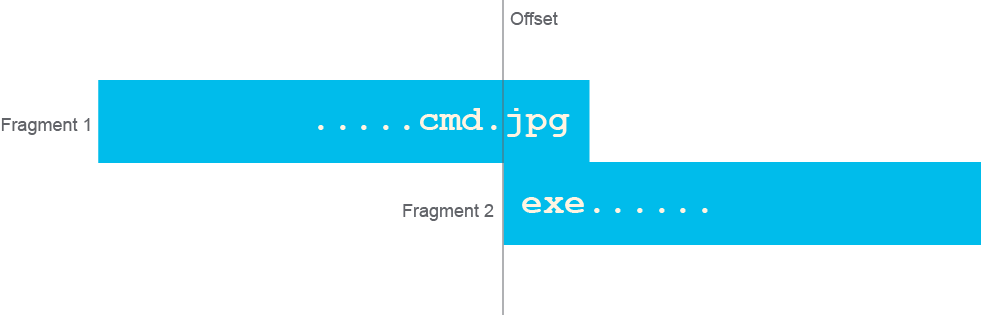 Offset
Fragment 1
.....cmd.jpg
Fragment 2
exe......